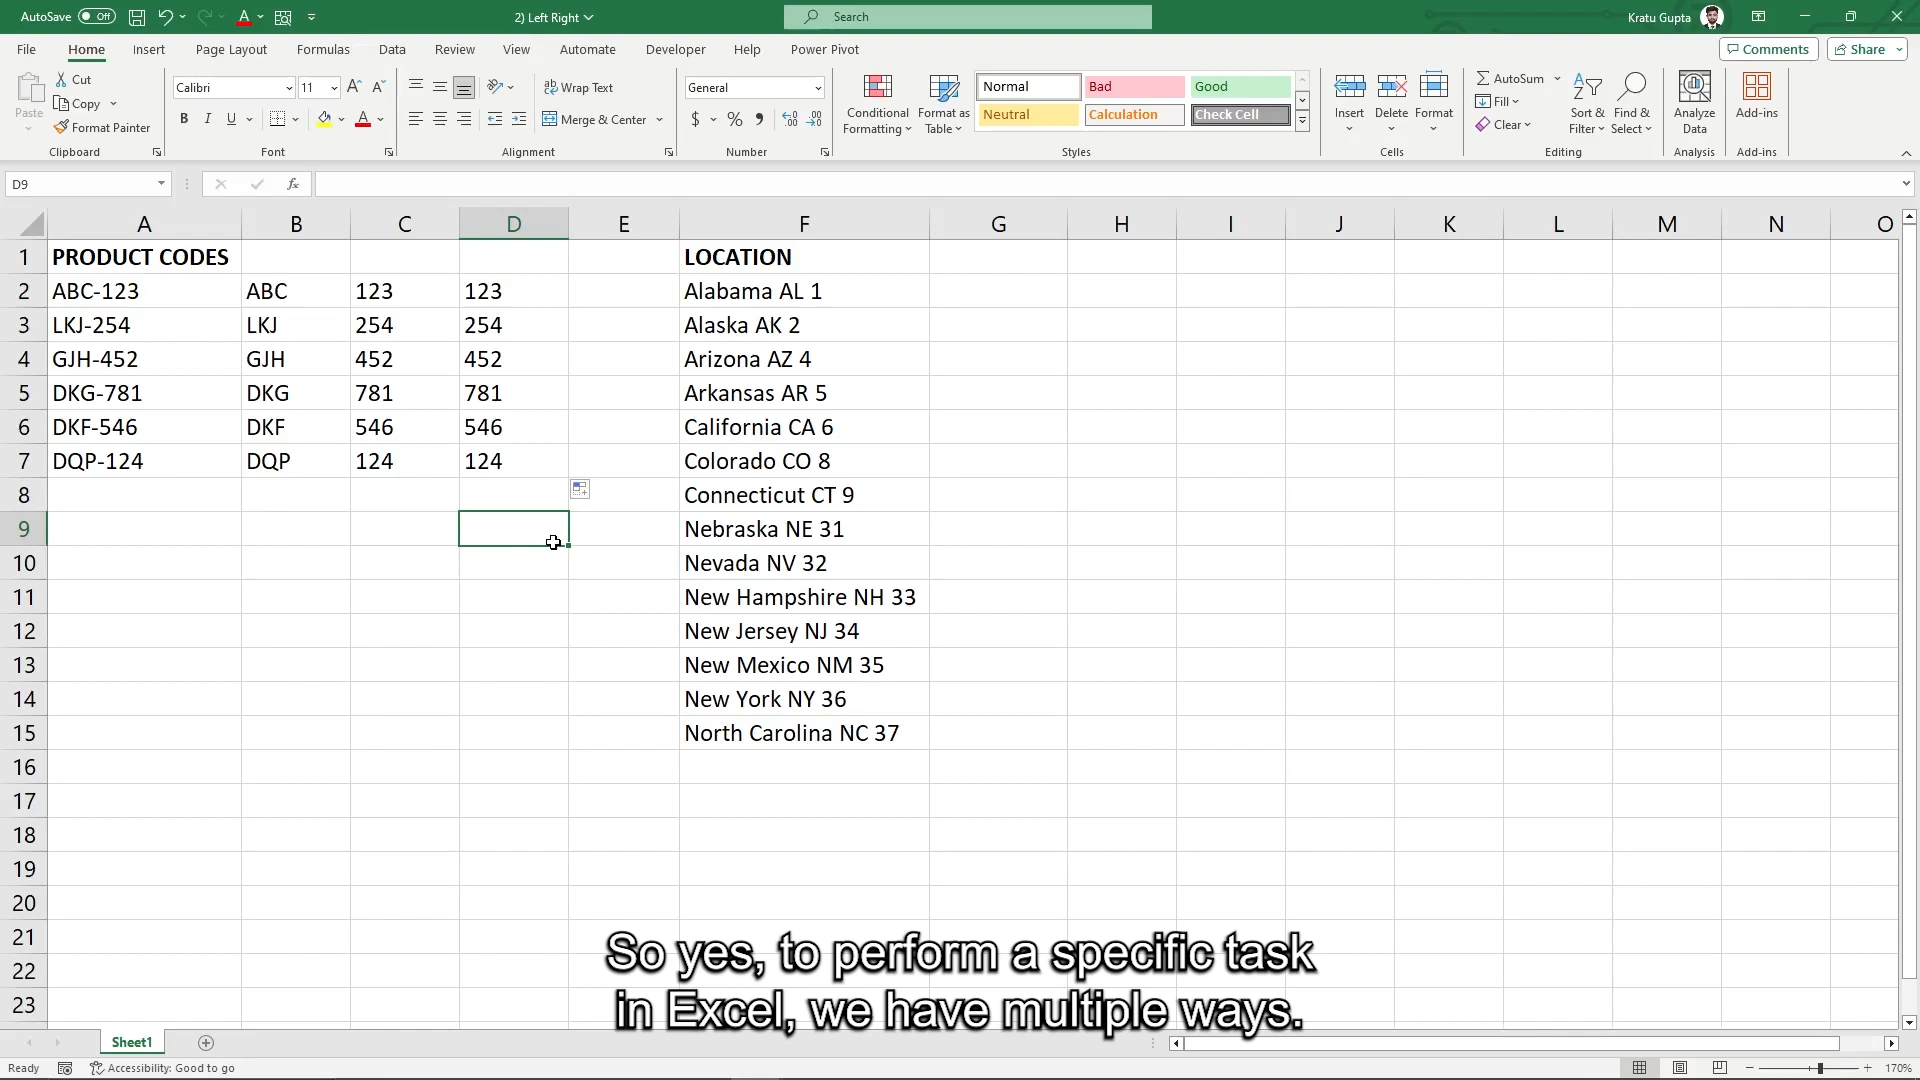 AutoSave Off
2) Left Right
Search
Kratu Gupta
File Home Insert Page Layout Formulas Data Review View Automate Developer Help Power Pivot
Comments Share
Paste
Cut
Copy
Format Painter
Clipboard
Calibri 11
B I U
Font
Wrap Text
Merge & Center
Alignment
General
$ % ,
Number
Conditional Formatting
Format as Table
Normal Bad Good
Neutral Calculation Check Cell
Styles
Insert Delete Format
Cells
AutoSum
Fill
Clear
Sort & Filter
Find & Select
Editing
Analyze Data
Analysis
Add-ins
Add-ins
D9
fx
A B C D E F G H I J K L M N O
1 PRODUCT CODES LOCATION
2 ABC-123 ABC 123 123 Alabama AL 1
3 LKJ-254 LKJ 254 254 Alaska AK 2
4 GJH-452 GJH 452 452 Arizona AZ 4
5 DKG-781 DKG 781 781 Arkansas AR 5
6 DKF-546 DKF 546 546 California CA 6
7 DQP-124 DQP 124 124 Colorado CO 8
8 Connecticut CT 9
9 Nebraska NE 31
10 Nevada NV 32
11 New Hampshire NH 33
12 New Jersey NJ 34
13 New Mexico NM 35
14 New York NY 36
15 North Carolina NC 37
16
17
18
19
20
21
22
23
So yes, to perform a specific task
in Excel, we have multiple ways.
Sheet1
Ready
Accessibility: Good to go
170%